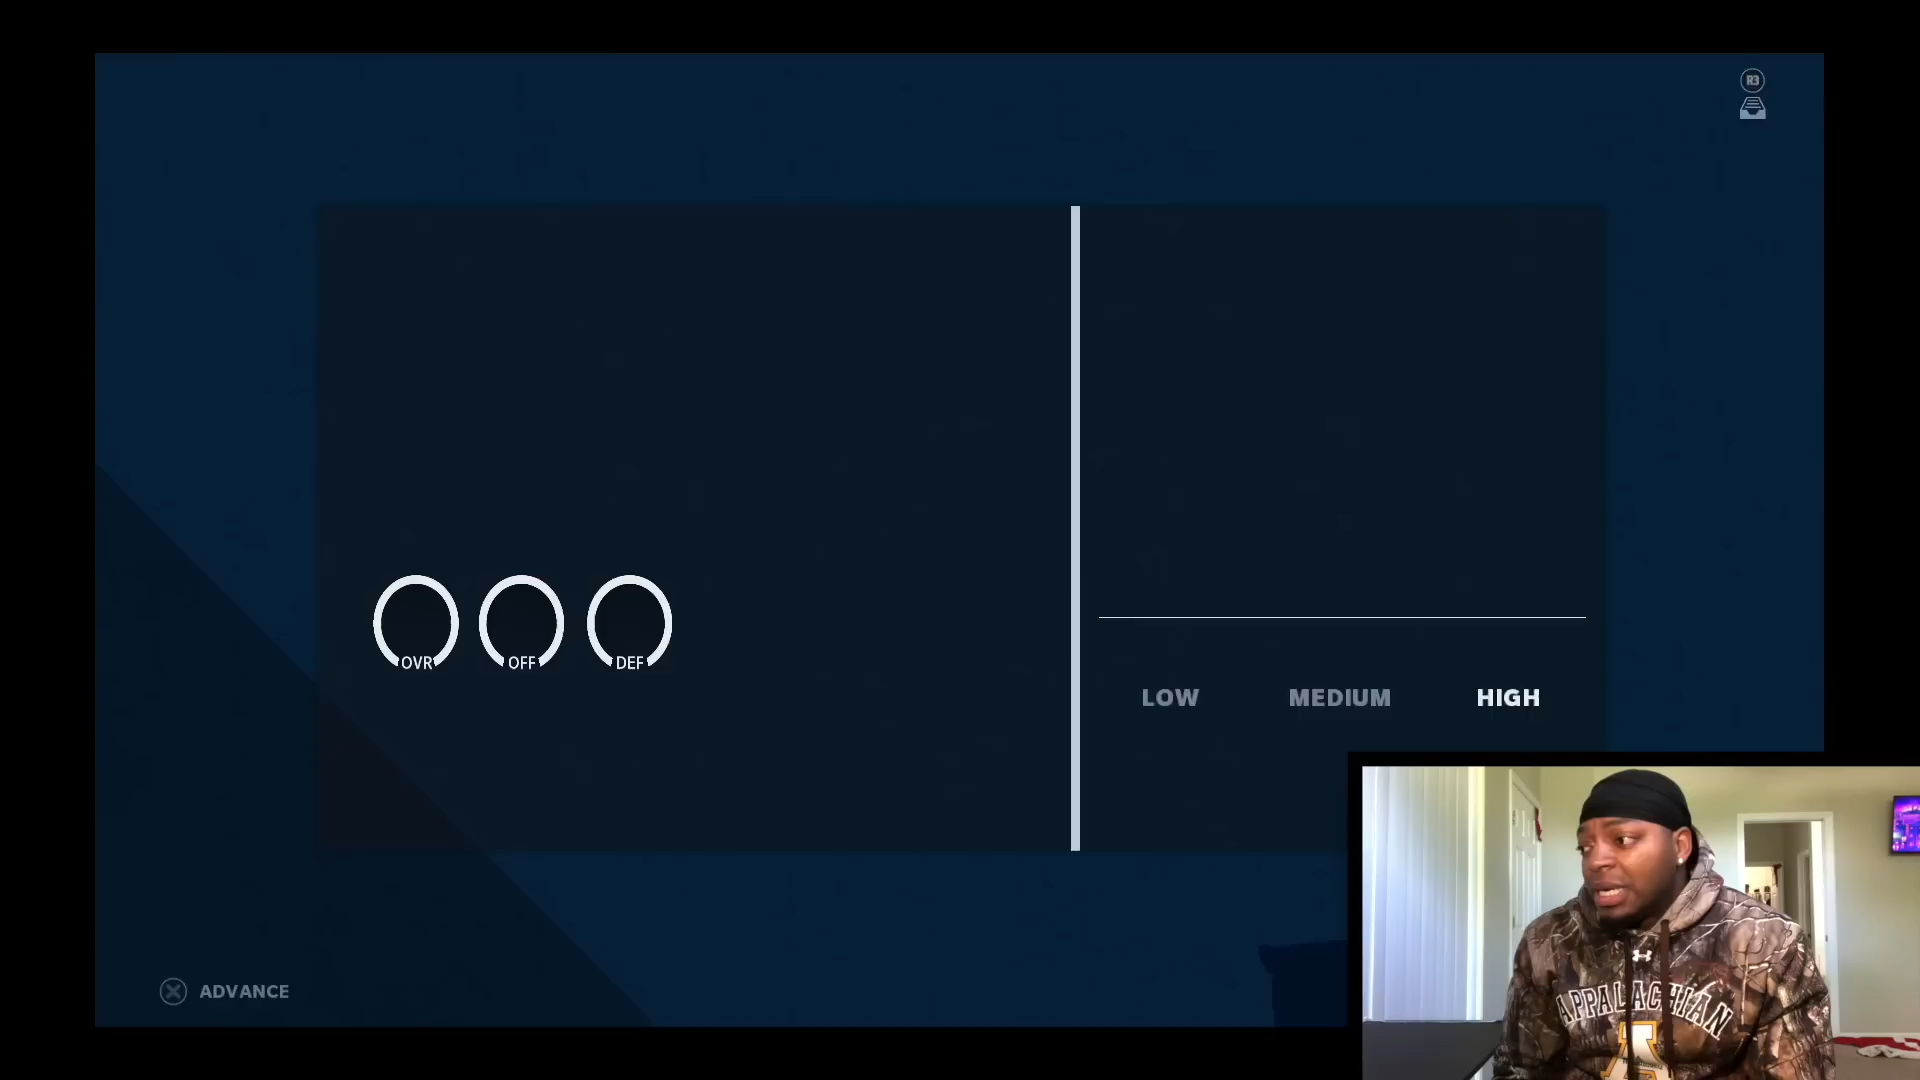 R3
OVR OFF DEF
LOW MEDIUM HIGH
ADVANCE
APPALACHIAN
A